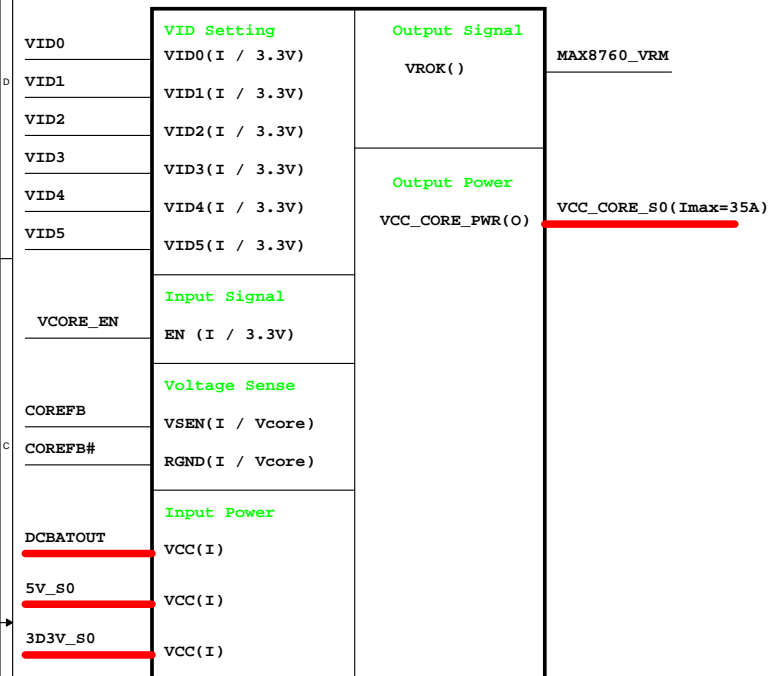 VID0
VID1
VID2
VID3
VID4
VID5
VCORE_EN
COREFB
COREFB#
DCBATOUT
5V_S0
3D3V_S0
VID Setting
VID0(I / 3.3V)
VID1(I / 3.3V)
VID2(I / 3.3V)
VID3(I / 3.3V)
VID4(I / 3.3V)
VID5(I / 3.3V)
Input Signal
EN (I / 3.3V)
Voltage Sense
VSEN(I / Vcore)
RGND(I / Vcore)
Input Power
VCC(I)
VCC(I)
VCC(I)
Output Signal
VROK()
Output Power
VCC_CORE_PWR(O)
MAX8760_VRM
VCC_CORE_S0(Imax=35A)
D
C